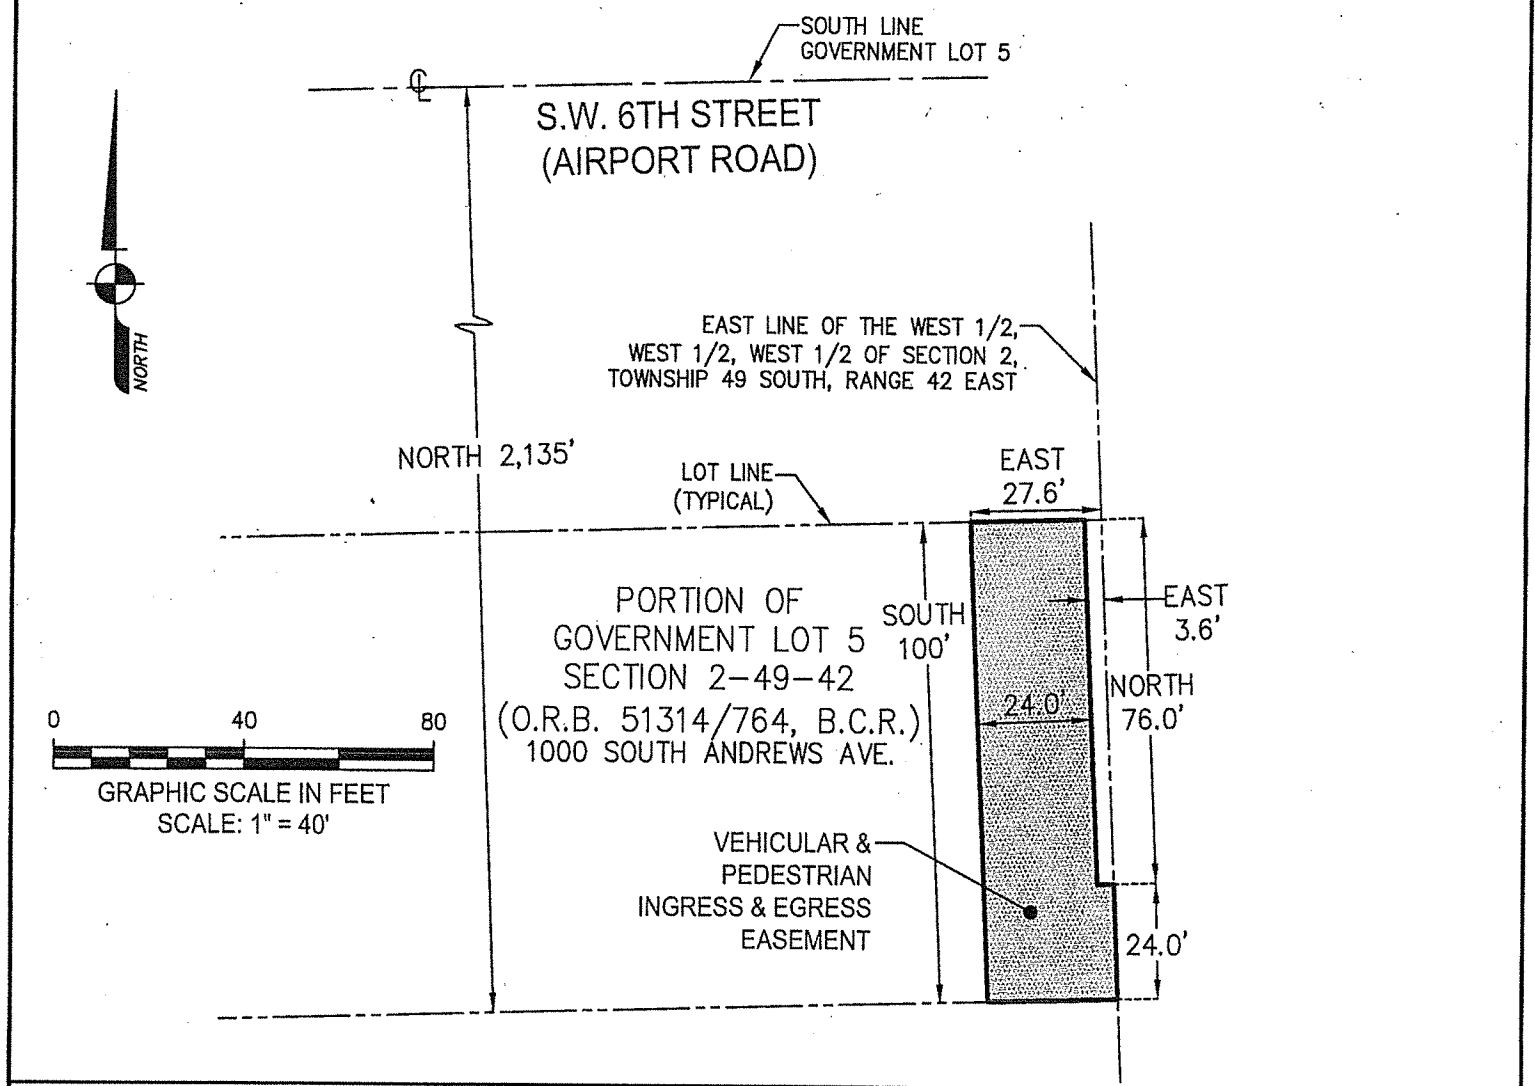 SOUTH LINE
GOVERNMENT LOT 5
CL
S.W. 6TH STREET
(AIRPORT ROAD)
NORTH
EAST LINE OF THE WEST 1/2,
WEST 1/2, WEST 1/2 OF SECTION 2,
TOWNSHIP 49 SOUTH, RANGE 42 EAST
NORTH 2,135'
LOT LINE
(TYPICAL)
EAST
27.6'
PORTION OF
GOVERNMENT LOT 5
SECTION 2-49-42
(O.R.B. 51314/764, B.C.R.)
1000 SOUTH ANDREWS AVE.
SOUTH
100'
EAST
3.6'
24.0'
NORTH
76.0'
0 40 80
GRAPHIC SCALE IN FEET
SCALE: 1" = 40'
VEHICULAR &
PEDESTRIAN
INGRESS & EGRESS
EASEMENT
24.0'